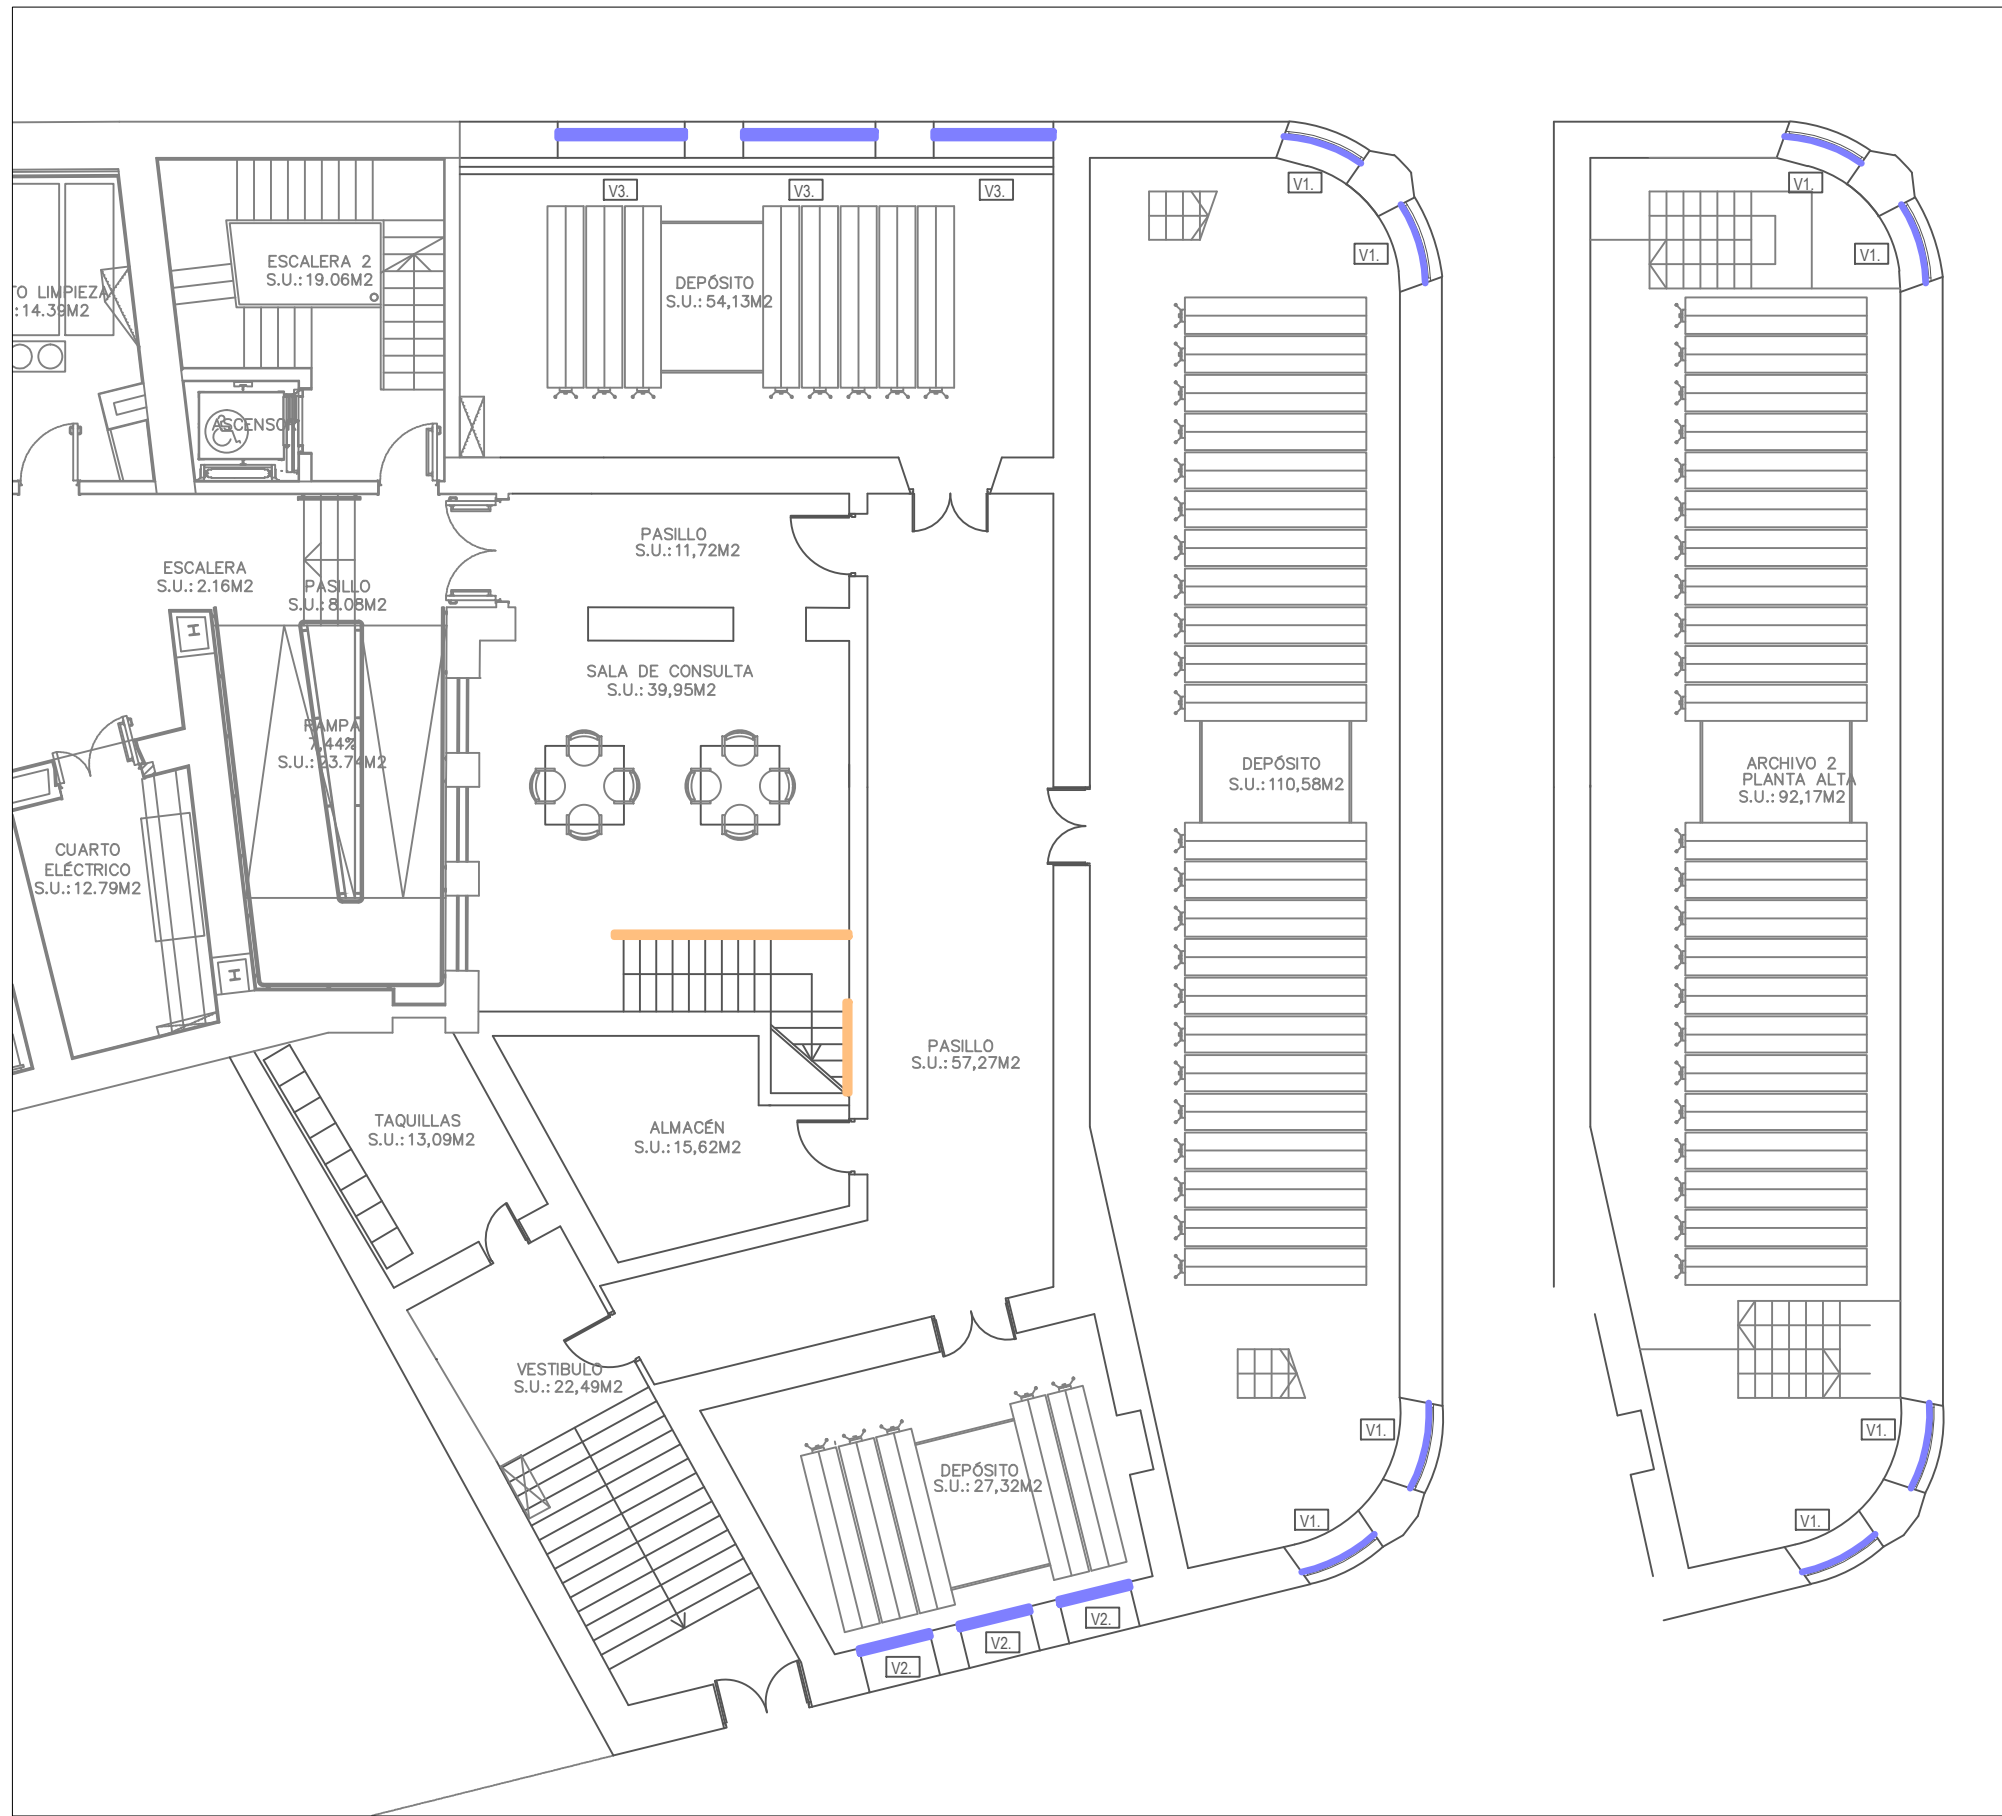 V3.
V3.
V3.
V1.
V1.
V1.
V1.
ESCALERA 2
S.U.:19.06M2
TO LIMPIEZA
:14.39M2
DEPÓSITO
S.U.:54,13M2
ASCENSOR
PASILLO
S.U.:11,72M2
ESCALERA
S.U.:2.16M2
PASILLO
S.U.:8.08M2
H
SALA DE CONSULTA
S.U.:39,95M2
RAMPA
7,44%
S.U.:23.74M2
DEPÓSITO
S.U.:110,58M2
ARCHIVO 2
PLANTA ALTA
S.U.:92,17M2
CUARTO
ELÉCTRICO
S.U.:12.79M2
H
PASILLO
S.U.:57,27M2
TAQUILLAS
S.U.:13,09M2
ALMACÉN
S.U.:15,62M2
VESTIBULO
S.U.:22,49M2
V1.
V1.
DEPÓSITO
S.U.:27,32M2
V1.
V1.
V2.
V2.
V2.